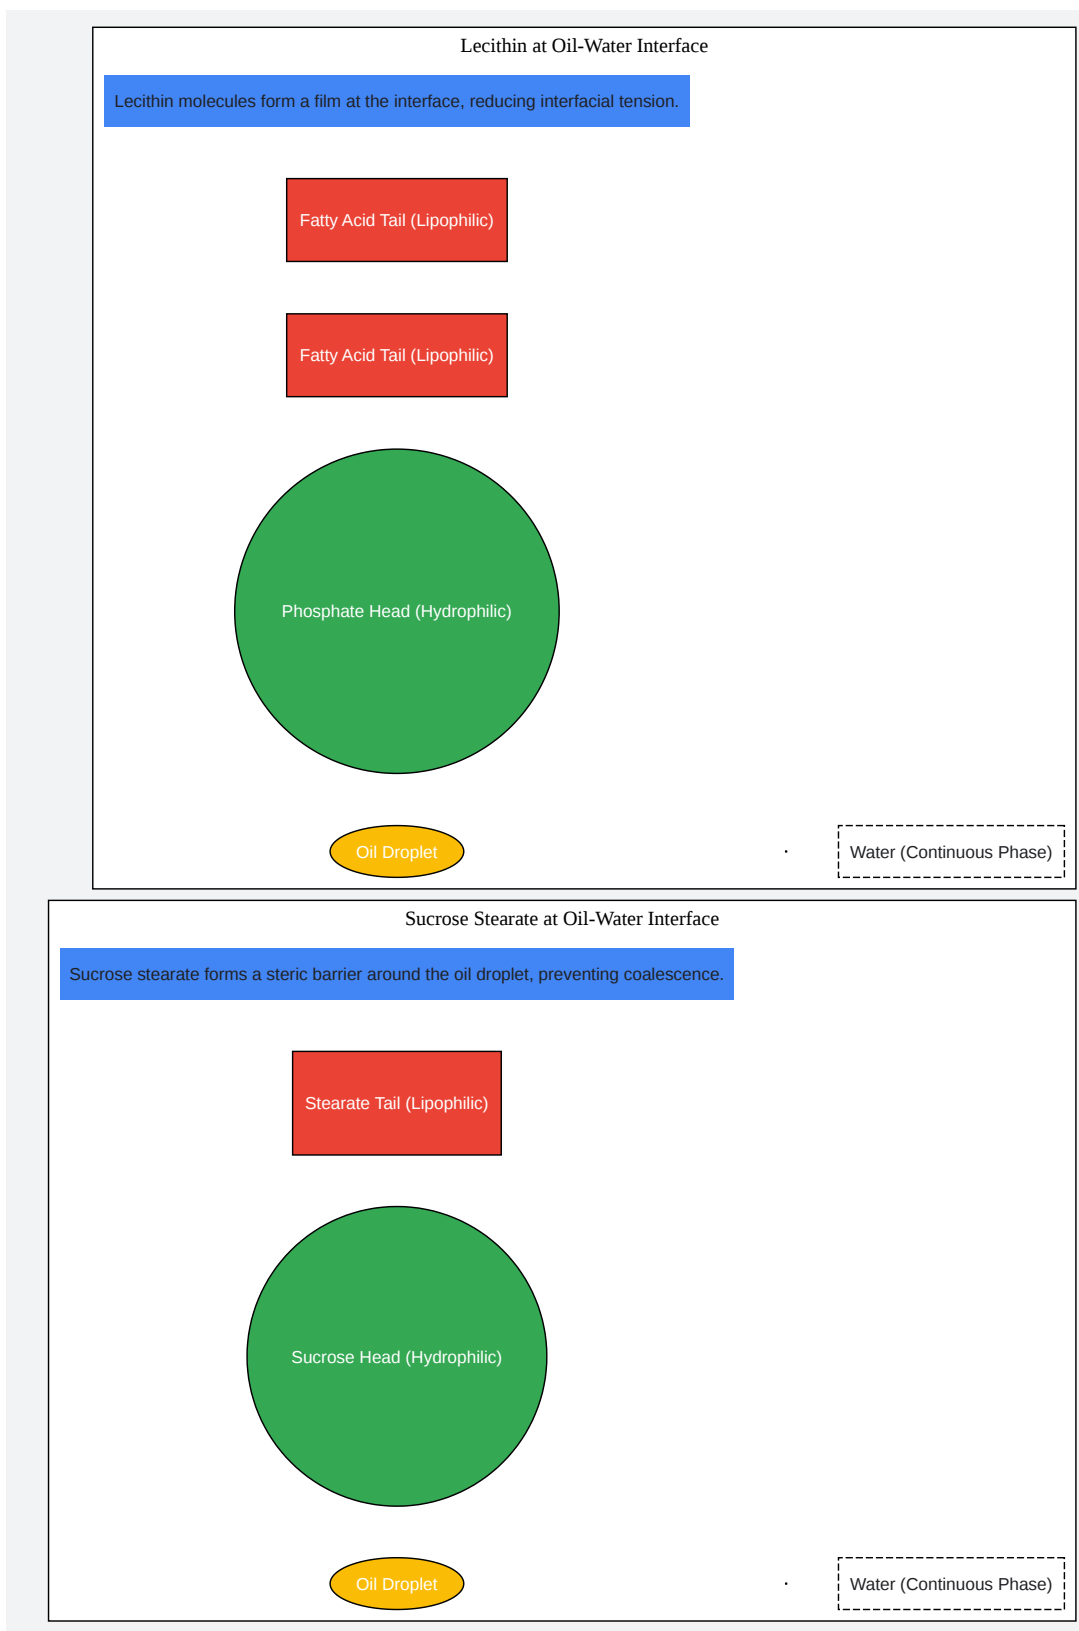 Lecithin at Oil-Water Interface
Lecithin molecules form a film at the interface, reducing interfacial tension.
Fatty Acid Tail (Lipophilic)
Fatty Acid Tail (Lipophilic)
Phosphate Head (Hydrophilic)
Oil Droplet
Water (Continuous Phase)
Sucrose Stearate at Oil-Water Interface
Sucrose stearate forms a steric barrier around the oil droplet, preventing coalescence.
Stearate Tail (Lipophilic)
Sucrose Head (Hydrophilic)
Oil Droplet
Water (Continuous Phase)